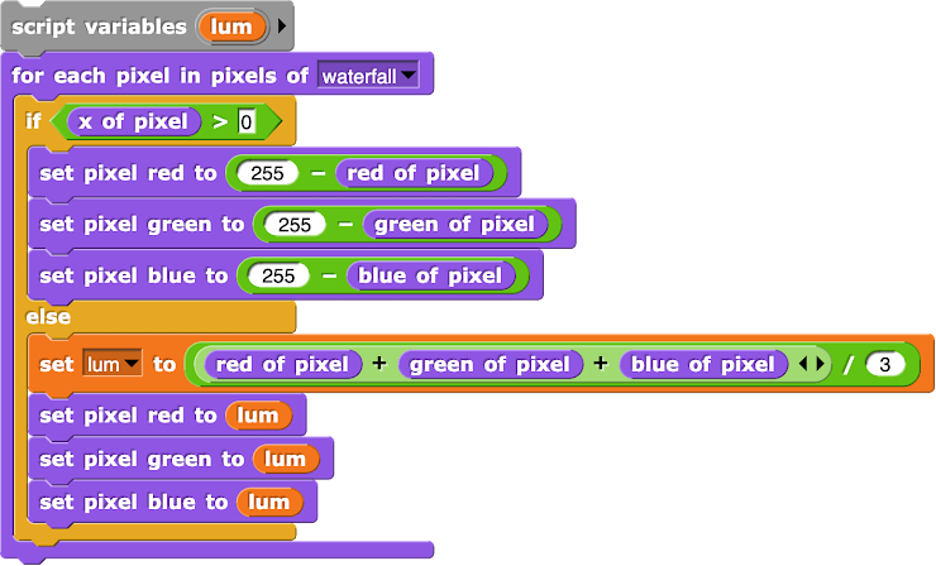 script variables lum
for each pixel in pixels of waterfall
if x of pixel > 0
set pixel red to 255 − red of pixel
set pixel green to 255 − green of pixel
set pixel blue to 255 − blue of pixel
else
set lum to red of pixel + green of pixel + blue of pixel / 3
set pixel red to lum
set pixel green to lum
set pixel blue to lum